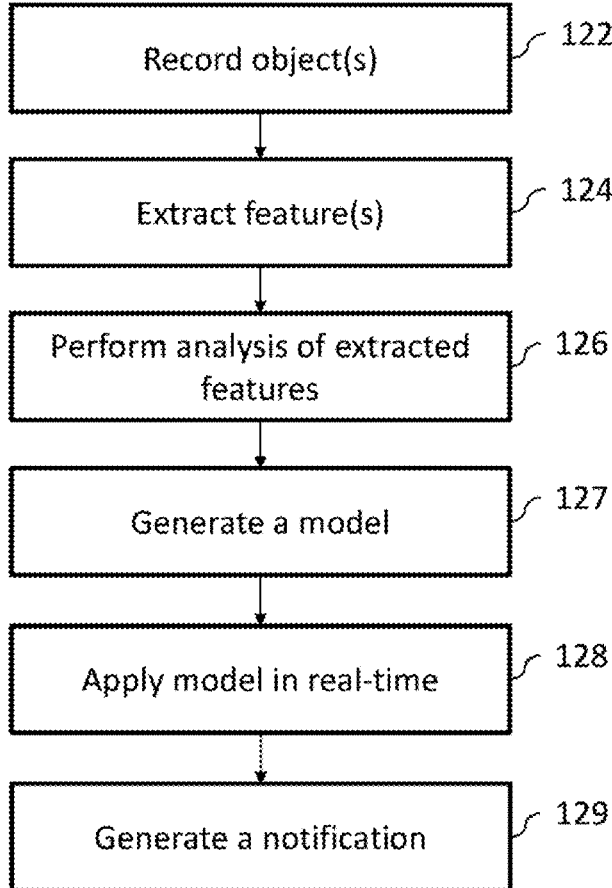 Record object(s)
122
Extract feature(s)
124
Perform analysis of extracted
features
126
Generate a model
127
Apply model in real-time
128
Generate a notification
129